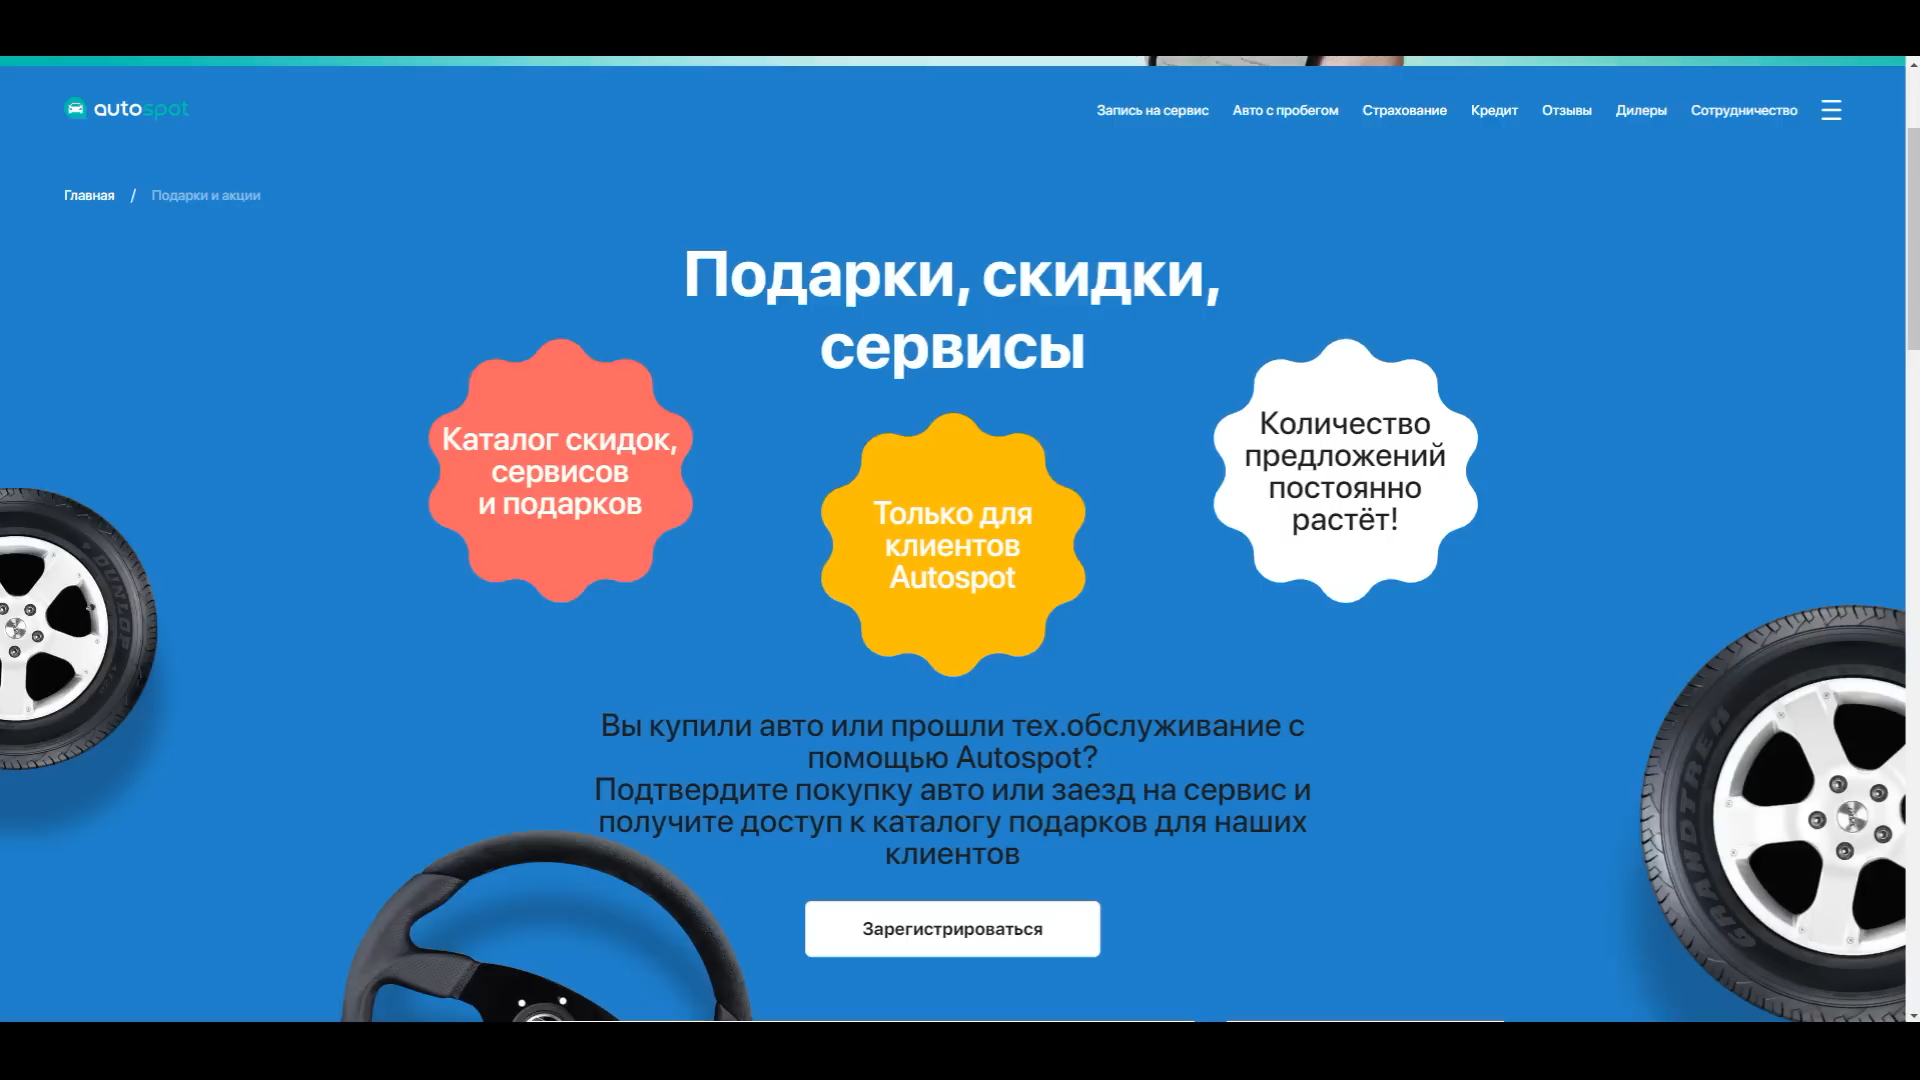 autospot
Запись на сервис
Авто с пробегом
Страхование
Кредит
Отзывы
Дилеры
Сотрудничество
Главная / Подарки и акции
Подарки, скидки,
сервисы
Каталог скидок,
сервисов
и подарков
Только для
клиентов
Autospot
Количество
предложений
постоянно
растёт!
DUNLOP
GRANDTREK
Вы купили авто или прошли тех.обслуживание с
помощью Autospot?
Подтвердите покупку авто или заезд на сервис и
получите доступ к каталогу подарков для наших
клиентов
Зарегистрироваться